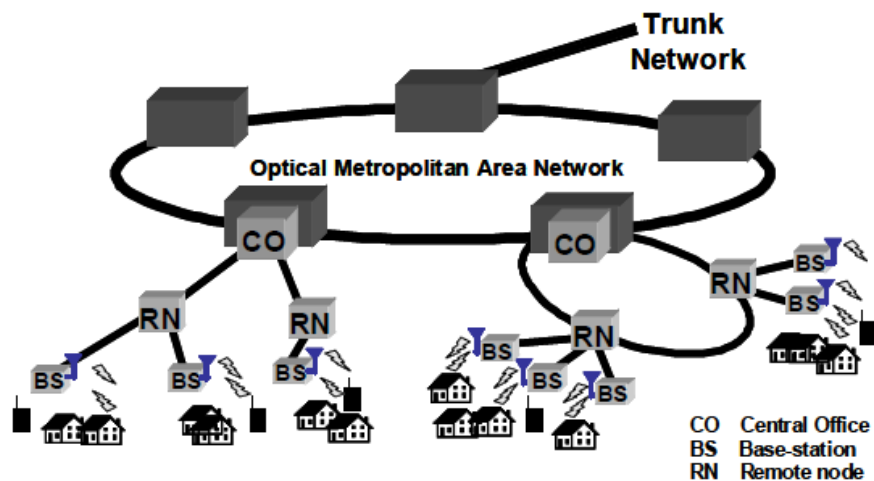 Trunk
Network
Optical Metropolitan Area Network
CO
CO
RN
BS
RN
BS
RN
RN
BS
BS
BS
BS
BS
BS
CO Central Office
BS Base-station
RN Remote node